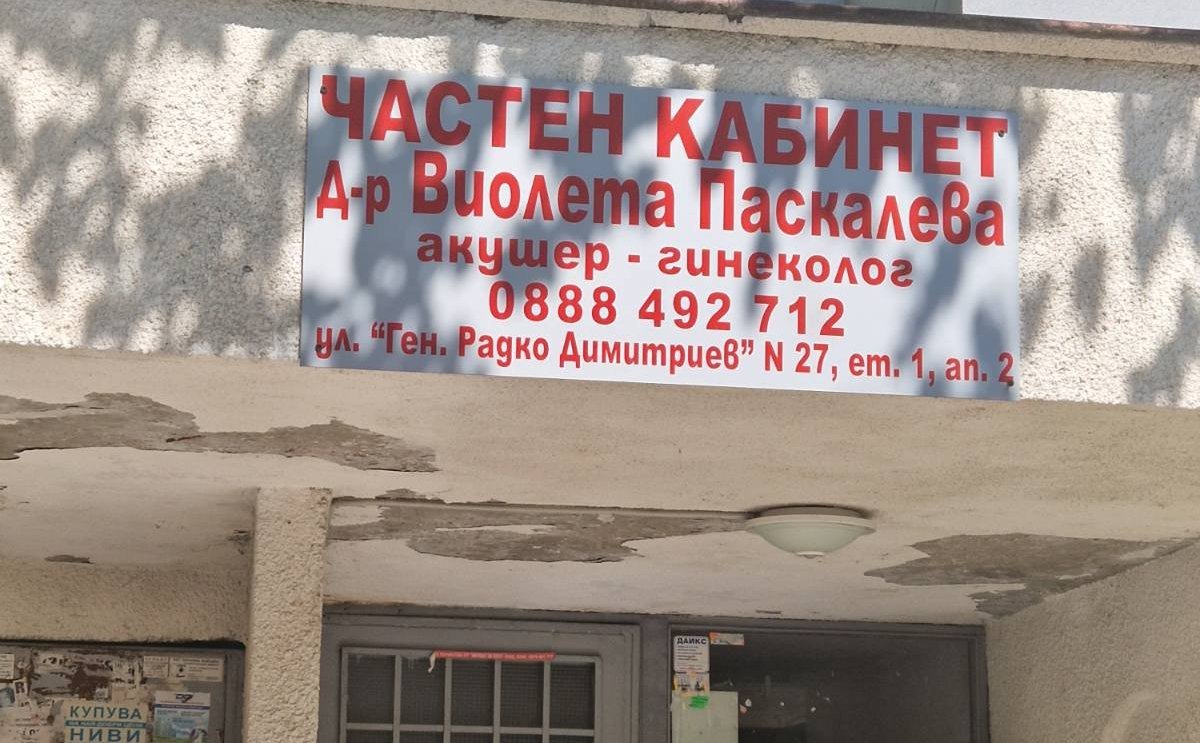 ЧАСТЕН КАБИНЕТ
Д-р Виолета Паскалева
акушер - гинеколог
0888 492 712
ул. “Ген. Радко Димитриев” N 27, ет. 1, ап. 2
ДАИКС
КУПУВА
НИВИ